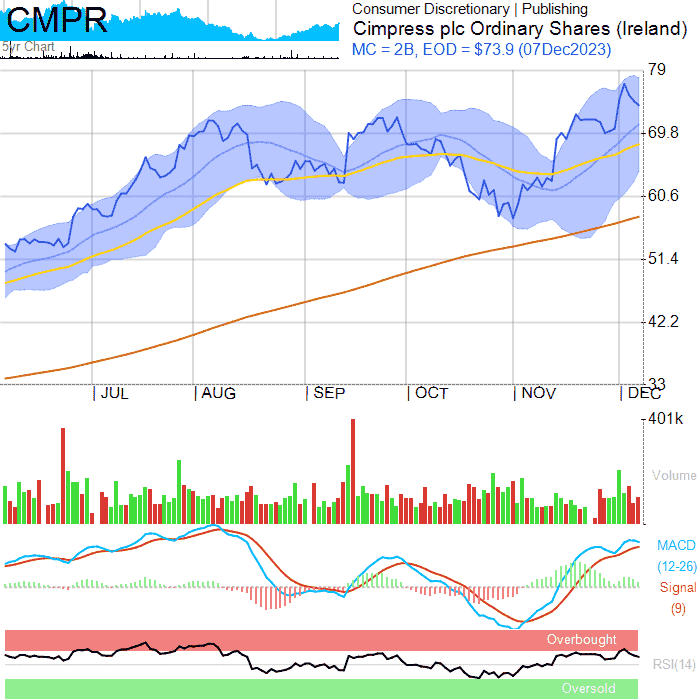 CMPR
5yr Chart
Consumer Discretionary | Publishing
Cimpress plc Ordinary Shares (Ireland)
MC = 2B, EOD = $73.9 (07Dec2023)
79
69.8
60.6
51.4
42.2
33
JUL AUG SEP OCT NOV DEC
401k
Volume
MACD
(12-26)
Signal
(9)
Overbought
RSI(14)
Oversold